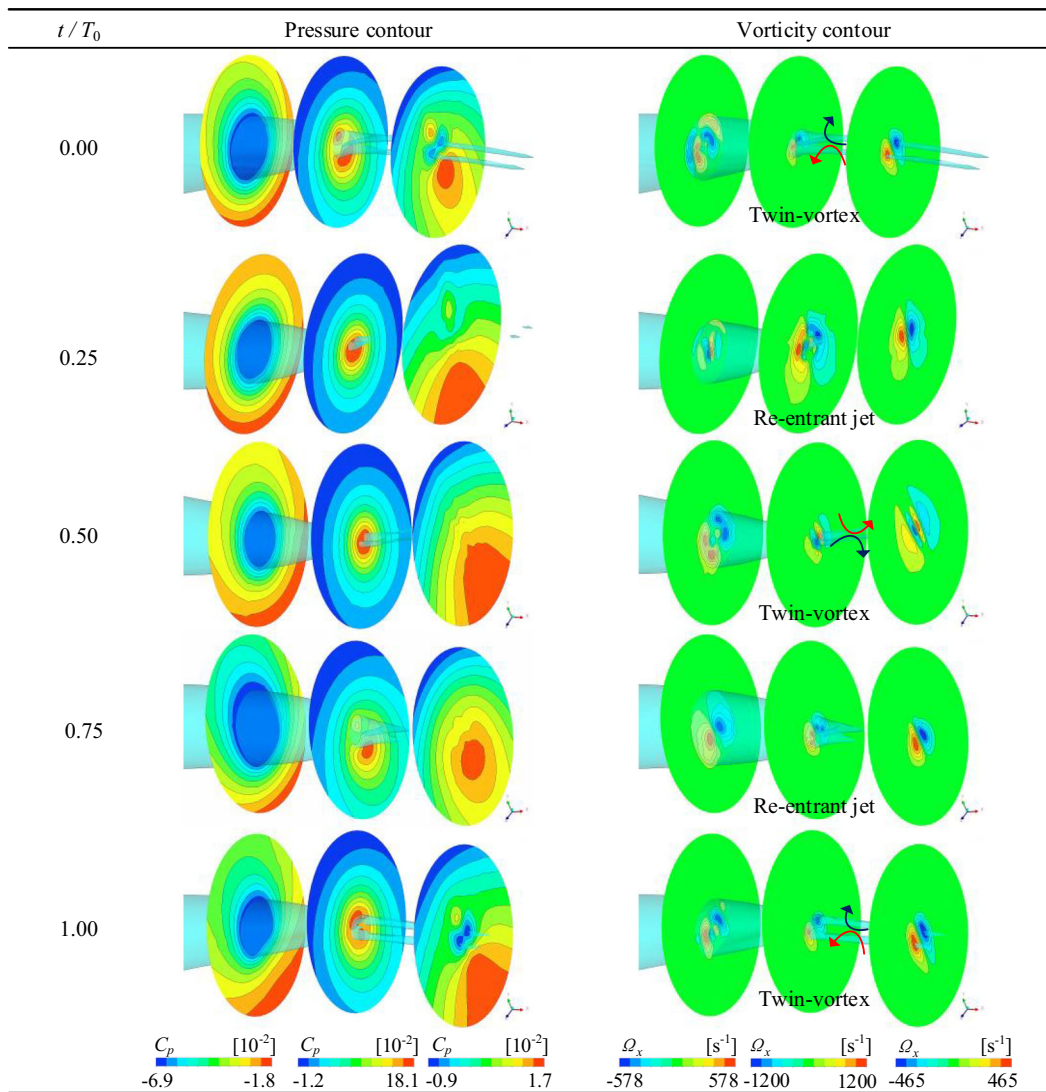 t / T0 Pressure contour Vorticity contour
0.00
Twin-vortex
0.25
Re-entrant jet
0.50
Twin-vortex
0.75
Re-entrant jet
1.00
Twin-vortex
Cp [10-2] Cp [10-2] Cp [10-2] Ωx [s-1] Ωx [s-1] Ωx [s-1]
-6.9 -1.8 -1.2 18.1 -0.9 1.7 -578 578 -1200 1200 -465 465